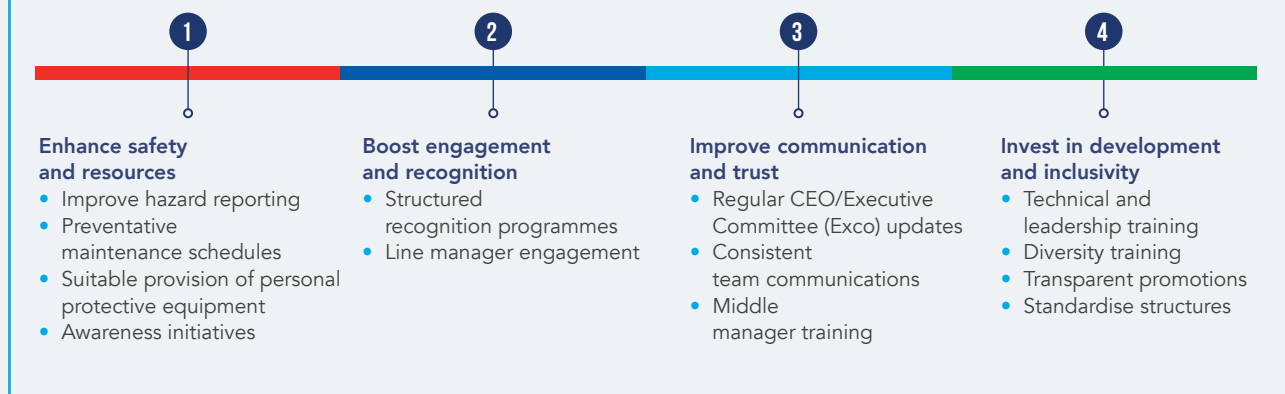 1
Enhance safety
and resources
• Improve hazard reporting
• Preventative
maintenance schedules
• Suitable provision of personal
protective equipment
• Awareness initiatives
2
Boost engagement
and recognition
• Structured
recognition programmes
• Line manager engagement
3
Improve communication
and trust
• Regular CEO/Executive
Committee (Exco) updates
• Consistent
team communications
• Middle
manager training
4
Invest in development
and inclusivity
• Technical and
leadership training
• Diversity training
• Transparent promotions
• Standardise structures